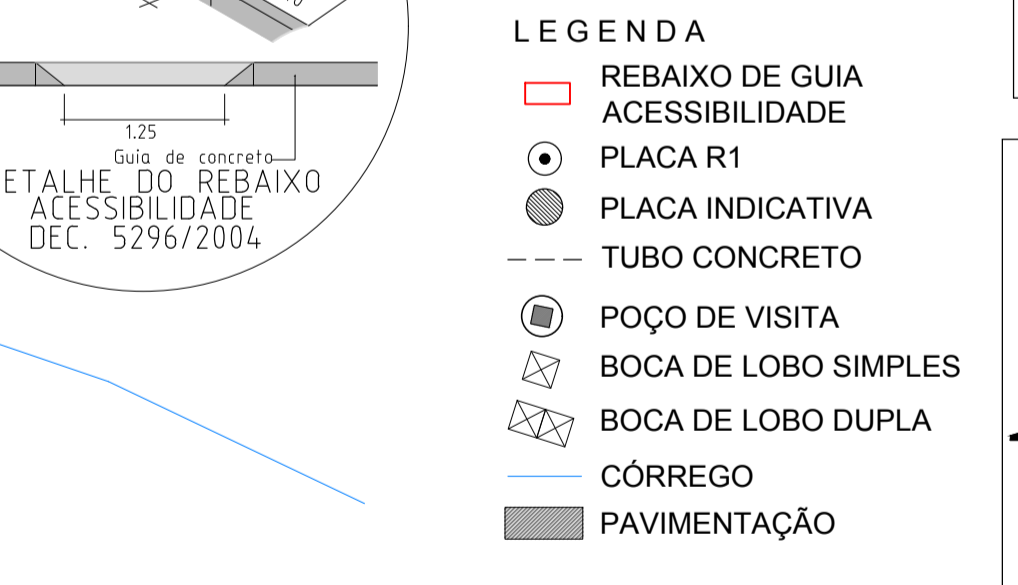 1.25
Guia de concreto
ETALHE DO REBAIXO
ACESSIBILIDADE
DEC. 5296/2004
LEGENDA
REBAIXO DE GUIA
ACESSIBILIDADE
PLACA R1
PLACA INDICATIVA
TUBO CONCRETO
POÇO DE VISITA
BOCA DE LOBO SIMPLES
BOCA DE LOBO DUPLA
CÓRREGO
PAVIMENTAÇÃO